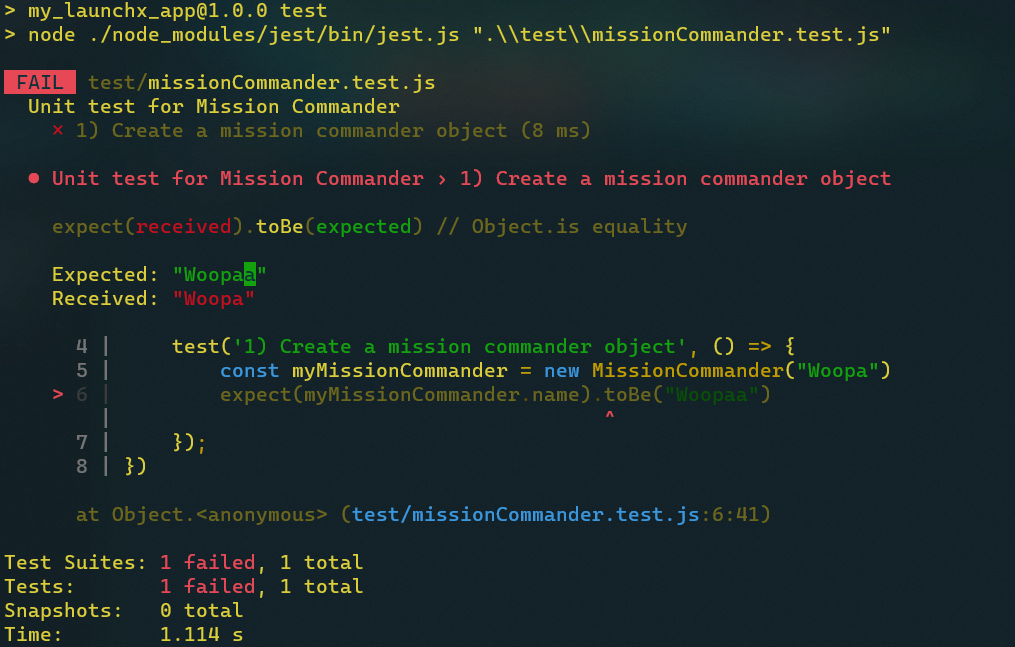 > my_launchx_app@1.0.0 test
> node ./node_modules/jest/bin/jest.js ".\\test\\missionCommander.test.js"
FAIL test/missionCommander.test.js
Unit test for Mission Commander
× 1) Create a mission commander object (8 ms)
● Unit test for Mission Commander › 1) Create a mission commander object
expect(received).toBe(expected) // Object.is equality
Expected: "Woopaa"
Received: "Woopa"
4 |     test('1) Create a mission commander object', () => {
5 |         const myMissionCommander = new MissionCommander("Woopa")
> 6 |         expect(myMissionCommander.name).toBe("Woopaa")
|                                         ^
7 |     });
8 | })
at Object.<anonymous> (test/missionCommander.test.js:6:41)
Test Suites: 1 failed, 1 total
Tests:       1 failed, 1 total
Snapshots:   0 total
Time:        1.114 s